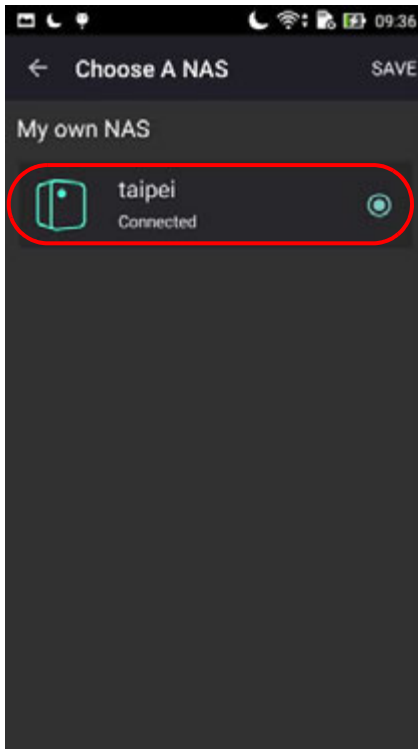 09:36
Choose A NAS SAVE
My own NAS
taipei
Connected